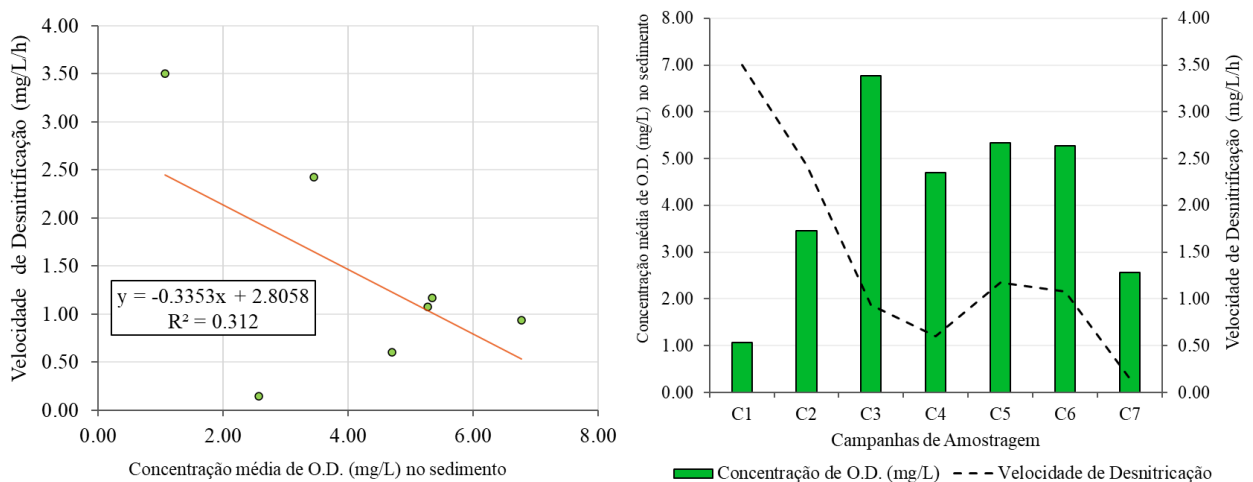 Velocidade de Desnitrificação (mg/L/h)
4.00
3.50
3.00
2.50
2.00
1.50
1.00
0.50
0.00
y = -0.3353x + 2.8058
R² = 0.312
0.00 2.00 4.00 6.00 8.00
Concentração média de O.D. (mg/L) no sedimento
Concentração média de O.D. (mg/L) no sedimento
8.00
7.00
6.00
5.00
4.00
3.00
2.00
1.00
0.00
4.00
3.50
3.00
2.50
2.00
1.50
1.00
0.50
0.00
Velocidade de Desnitrificação (mg/L/h)
C1 C2 C3 C4 C5 C6 C7
Campanhas de Amostragem
Concentração de O.D. (mg/L) Velocidade de Desnitricação